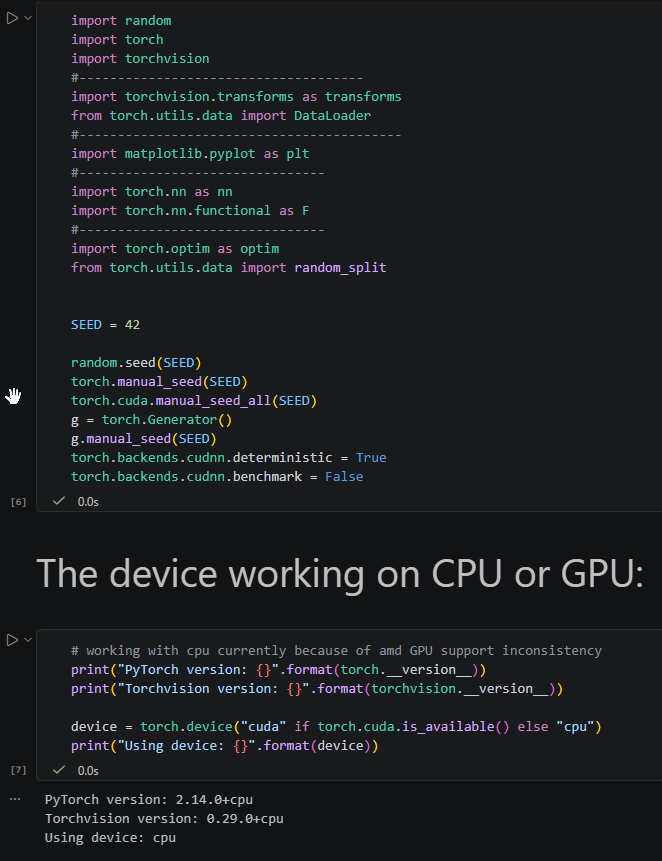 import random
import torch
import torchvision
#-----------------------------------
import torchvision.transforms as transforms
from torch.utils.data import DataLoader
#----------------------------------------
import matplotlib.pyplot as plt
#-------------------------------
import torch.nn as nn
import torch.nn.functional as F
#-------------------------------
import torch.optim as optim
from torch.utils.data import random_split
SEED = 42
random.seed(SEED)
torch.manual_seed(SEED)
torch.cuda.manual_seed_all(SEED)
g = torch.Generator()
g.manual_seed(SEED)
torch.backends.cudnn.deterministic = True
torch.backends.cudnn.benchmark = False
[6] 0.0s
The device working on CPU or GPU:
# working with cpu currently because of amd GPU support inconsistency
print("PyTorch version: {}".format(torch.__version__))
print("Torchvision version: {}".format(torchvision.__version__))
device = torch.device("cuda" if torch.cuda.is_available() else "cpu")
print("Using device: {}".format(device))
[7] 0.0s
... PyTorch version: 2.14.0+cpu
Torchvision version: 0.29.0+cpu
Using device: cpu